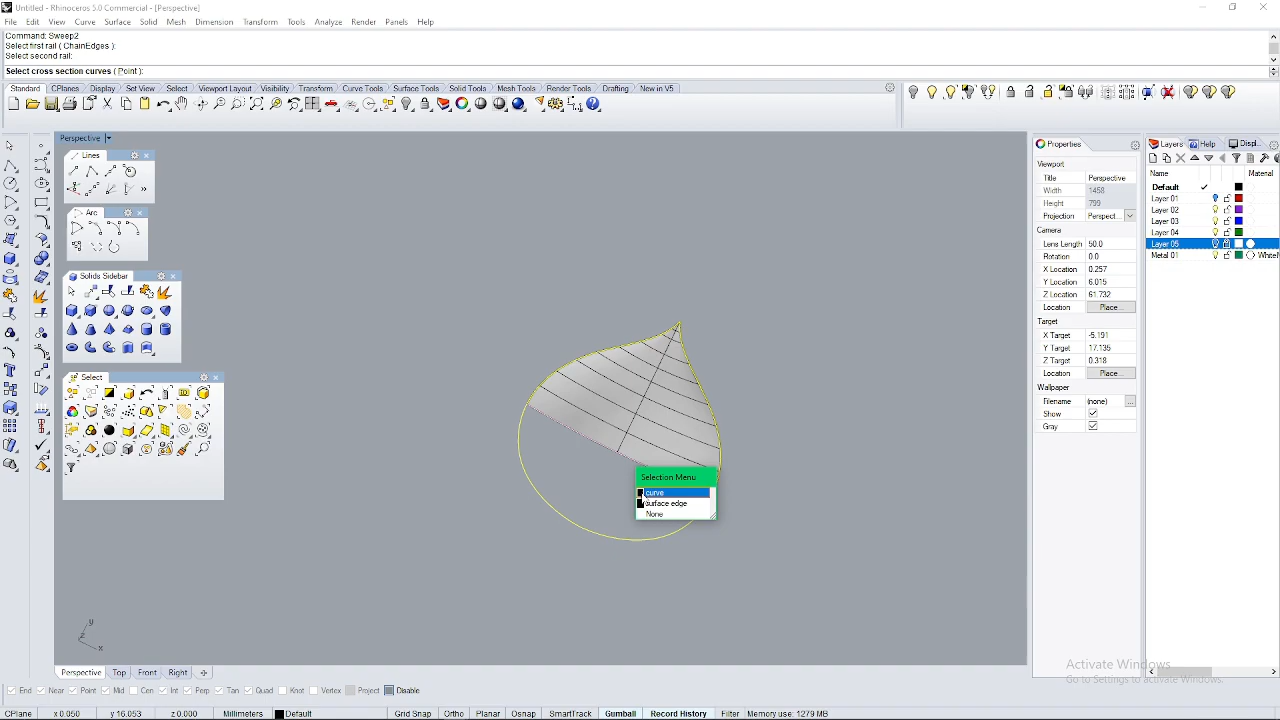 Untitled - Rhinoceros 5.0 Commercial - [Perspective]
File Edit View Curve Surface Solid Mesh Dimension Transform Tools Analyze Render Panels Help
Command: Sweep2
Select first rail ( ChainEdges ):
Select second rail:
Select cross section curves ( Point ):
Standard CPlanes Display Set View Select Viewport Layout Visibility Transform Curve Tools Surface Tools Solid Tools Mesh Tools Render Tools Drafting New in V5
Perspective
Lines
Arc
Solids Sidebar
Select
Selection Menu
curve
surface edge
None
y
z
x
Properties
Viewport
Title Perspective
Width 1458
Height 799
Projection Perspect...
Camera
Lens Length 50.0
Rotation 0.0
X Location 0.257
Y Location 6.015
Z Location 61.732
Location Place...
Target
X Target -5.191
Y Target 17.135
Z Target 0.318
Location Place...
Wallpaper
Filename (none) ...
Show
Gray
Layers Help Displ...
Name Material
Default
Layer 01
Layer 02
Layer 03
Layer 04
Layer 05
Metal 01
Activate Windows
Go to Settings to activate Windows.
Perspective Top Front Right
End Near Point Mid Cen Int Perp Tan Quad Knot Vertex Project Disable
CPlane x 0.050 y 16.053 z 0.000 Millimeters Default Grid Snap Ortho Planar Osnap SmartTrack Gumball Record History Filter Memory use: 1279 MB